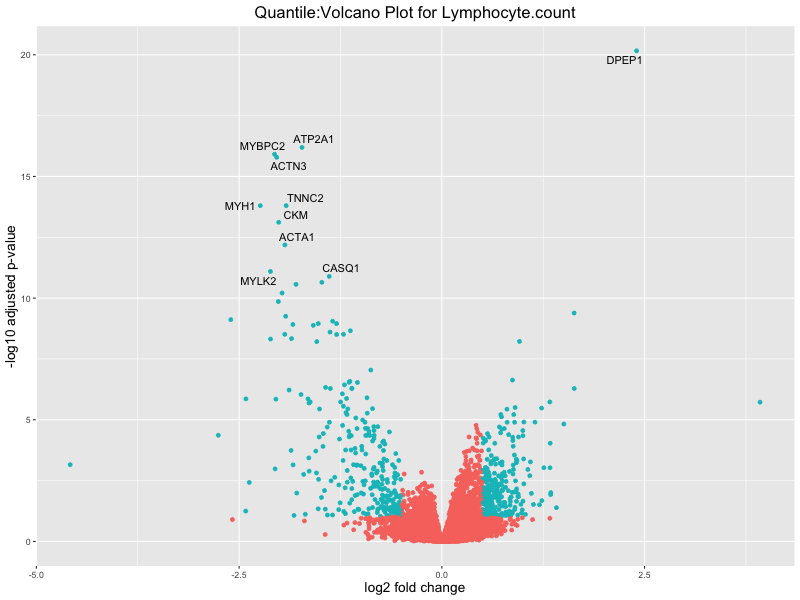 Quantile:Volcano Plot for Lymphocyte.count
20
DPEP1
ATP2A1
MYBPC2
ACTN3
15
TNNC2
MYH1
CKM
ACTA1
CASQ1
MYLK2
10
5
0
-log10 adjusted p-value
-5.0
-2.5
0.0
2.5
log2 fold change